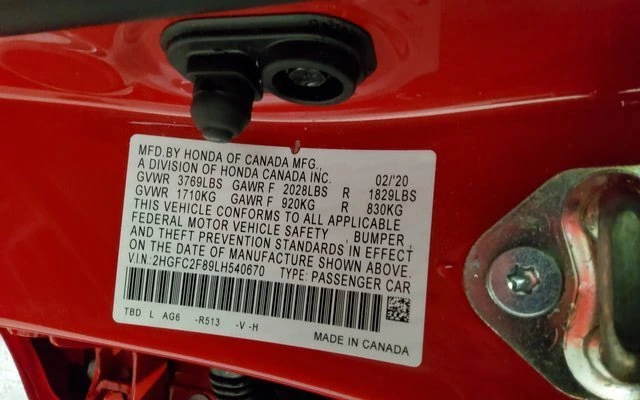 MFD.BY HONDA OF CANADA MFG.,
A DIVISION OF HONDA CANADA INC. 02/'20
GVWR 3769LBS GAWR F 2028LBS R 1829LBS
GVWR 1710KG GAWR F 920KG R 830KG
THIS VEHICLE CONFORMS TO ALL APPLICABLE
FEDERAL MOTOR VEHICLE SAFETY , BUMPER ,
AND THEFT PREVENTION STANDARDS IN EFFECT
ON THE DATE OF MANUFACTURE SHOWN ABOVE.
V.I.N.:2HGFC2F89LH540670 TYPE: PASSENGER CAR
TBD L AG6 -R513 -V -H
MADE IN CANADA